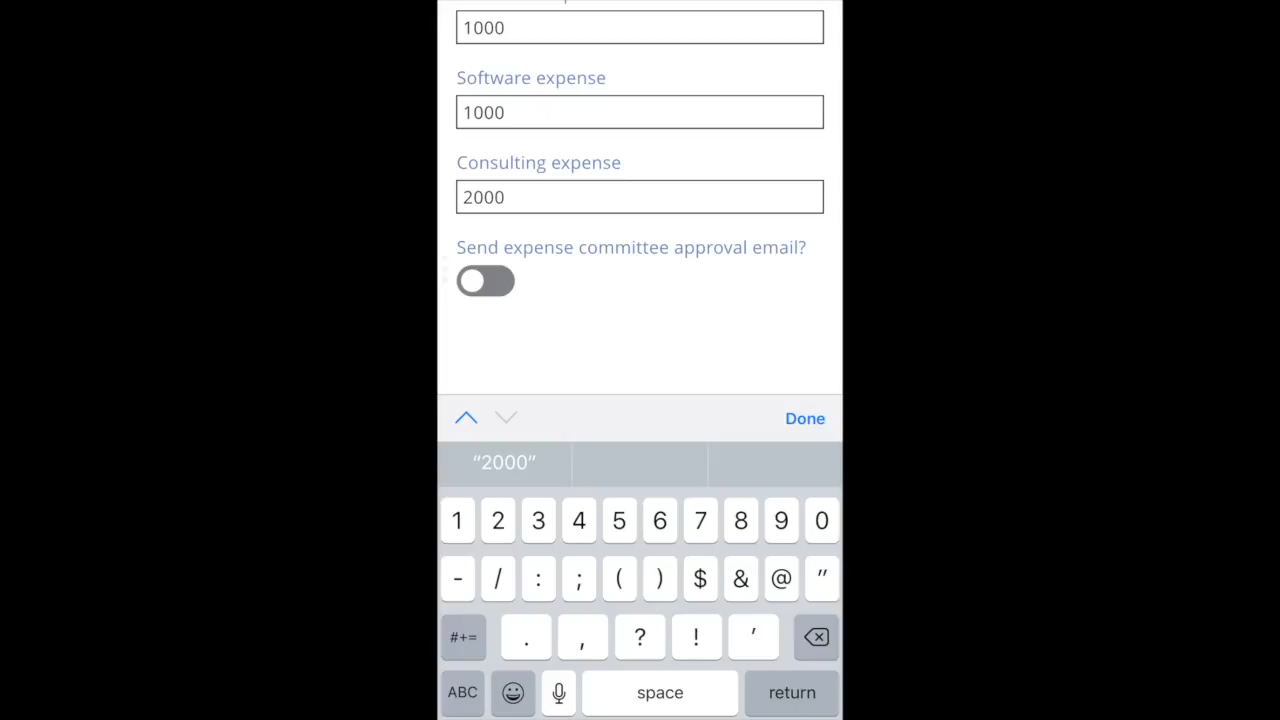 1000
Software expense
1000
Consulting expense
2000
Send expense committee approval email?
Done
“2000”
1 2 3 4 5 6 7 8 9 0
- / : ; ( ) $ & @ "
#+= . , ? ! '
ABC space return